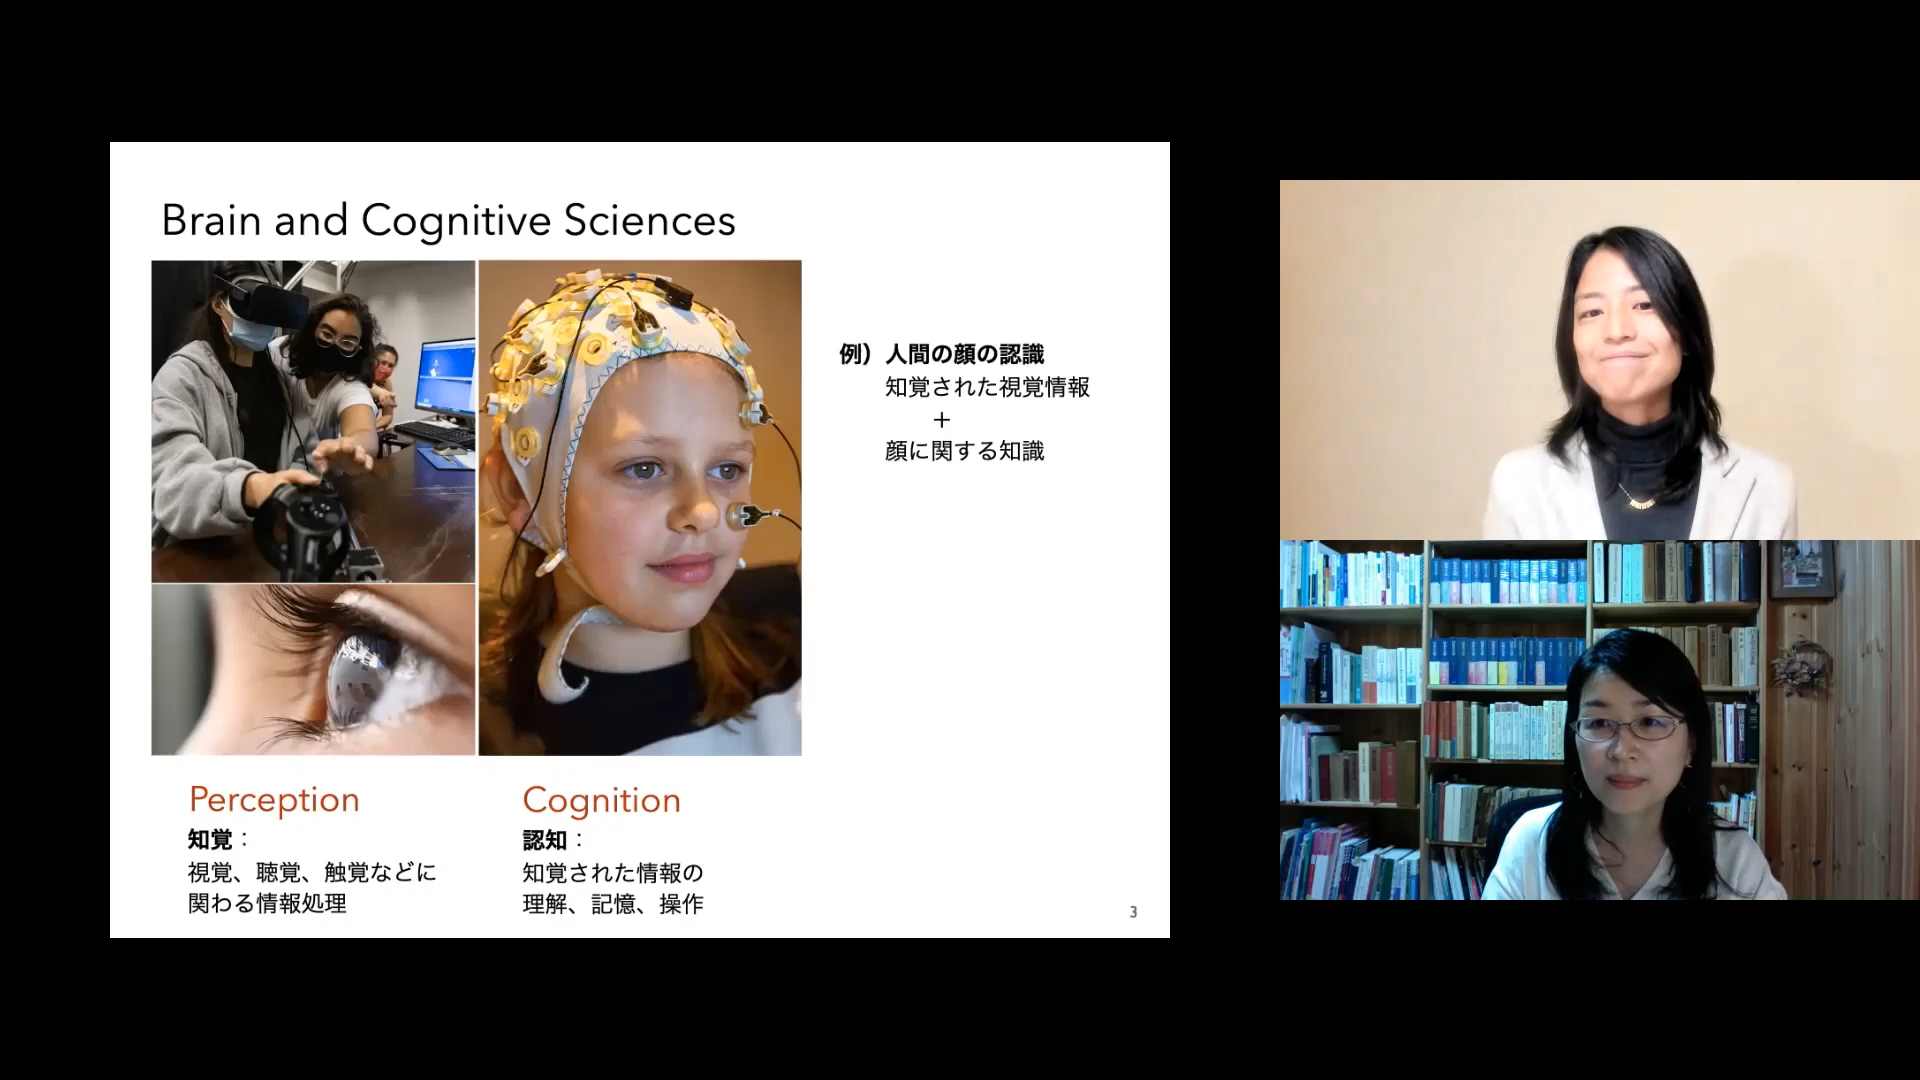 Brain and Cognitive Sciences
例）人間の顔の認識
知覚された視覚情報
＋
顔に関する知識
Perception
知覚：
視覚、聴覚、触覚などに
関わる情報処理
Cognition
認知：
知覚された情報の
理解、記憶、操作
3